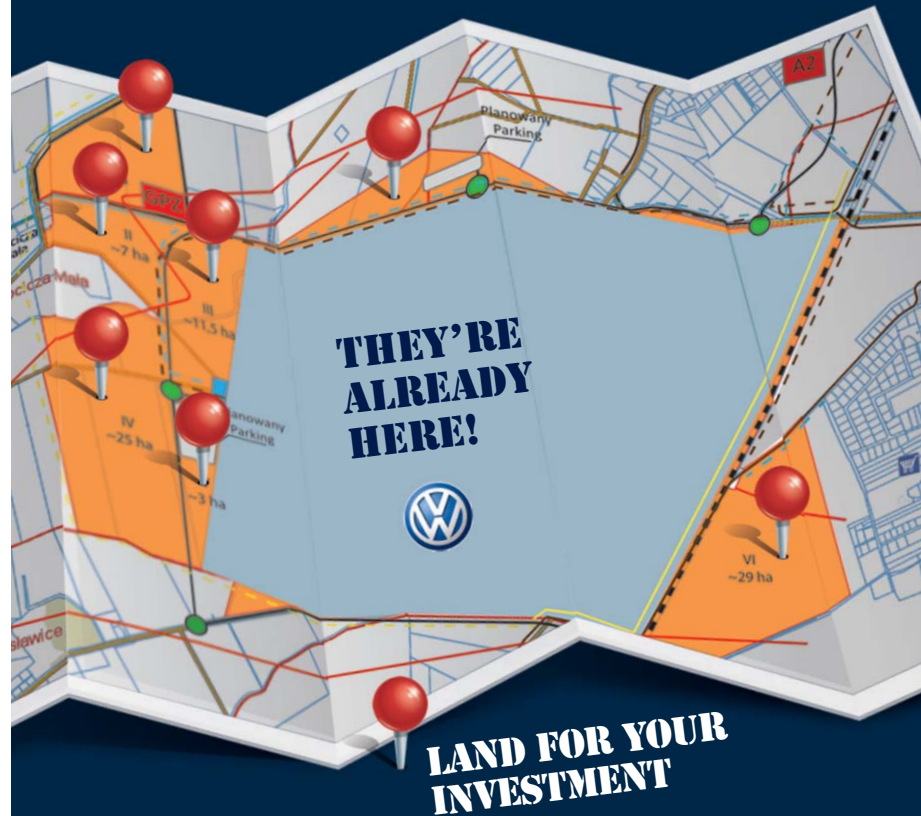 A2
Planowany
Parking
GPZ
II
~7 ha
III
~11,5 ha
THEY'RE
ALREADY
HERE!
IV
~25 ha
Parking
~3 ha
VI
~29 ha
LAND FOR YOUR
INVESTMENT